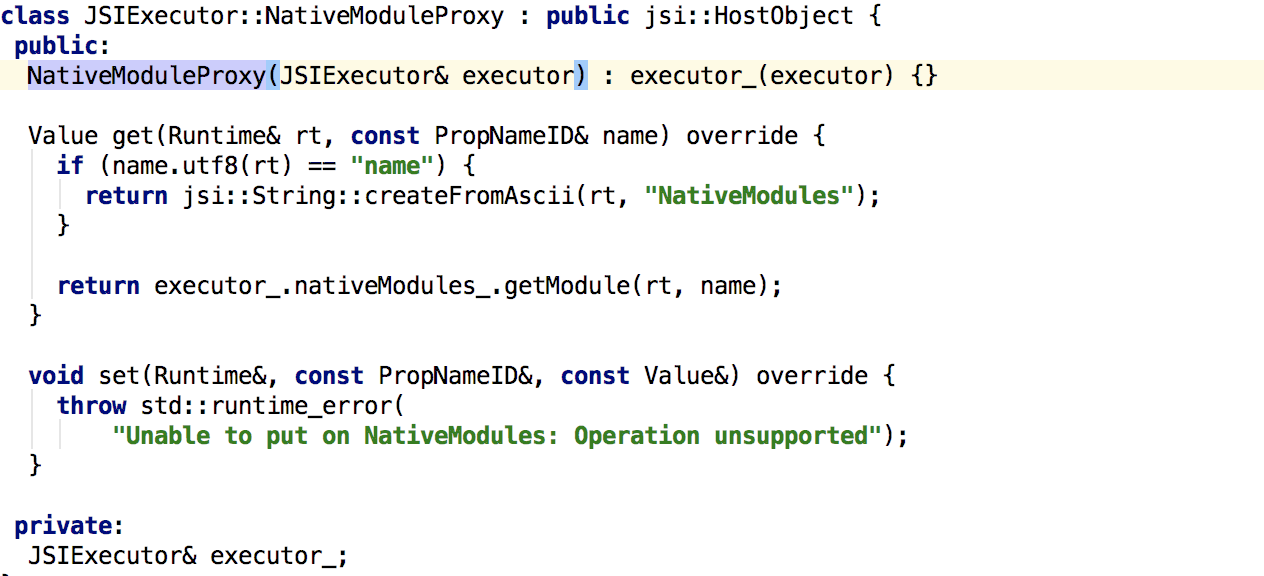 class JSIExecutor::NativeModuleProxy : public jsi::HostObject {
 public:
  NativeModuleProxy(JSIExecutor& executor) : executor_(executor) {}

  Value get(Runtime& rt, const PropNameID& name) override {
    if (name.utf8(rt) == "name") {
      return jsi::String::createFromAscii(rt, "NativeModules");
    }

    return executor_.nativeModules_.getModule(rt, name);
  }

  void set(Runtime&, const PropNameID&, const Value&) override {
    throw std::runtime_error(
        "Unable to put on NativeModules: Operation unsupported");
  }

 private:
  JSIExecutor& executor_;